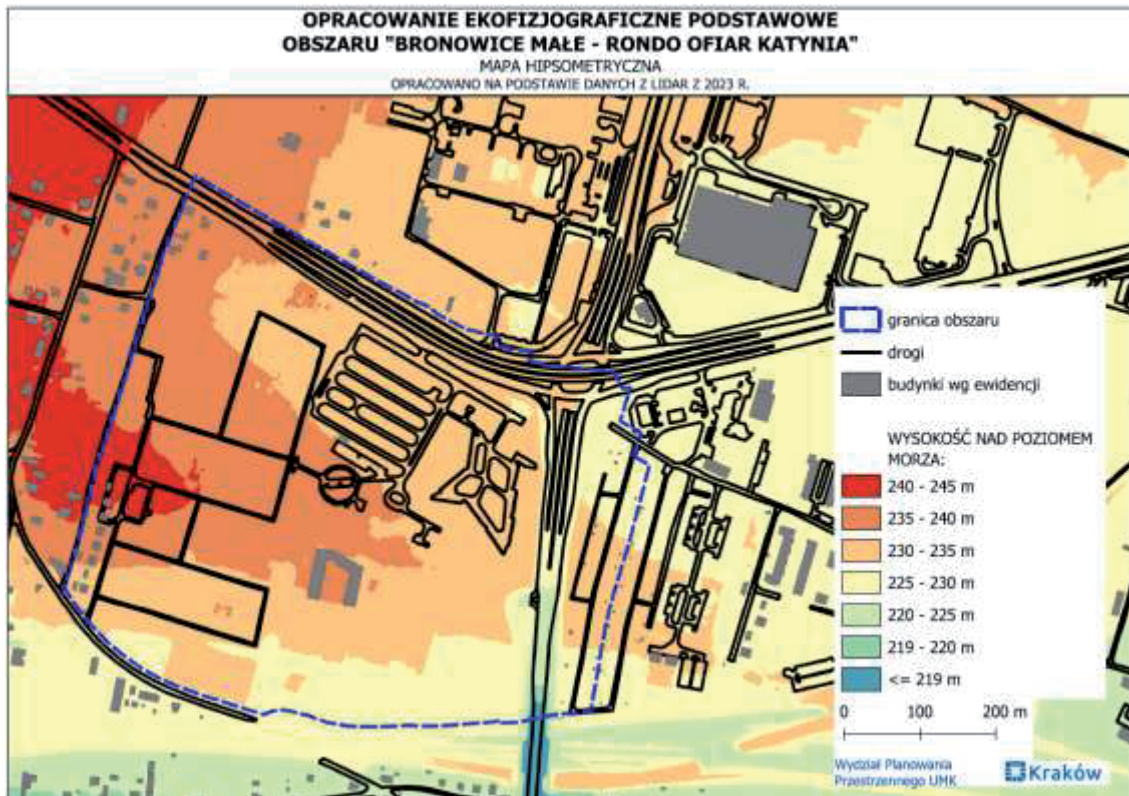 OPRACOWANIE EKOFIZJOGRAFICZNE PODSTAWOWE
OBSZARU "BRONOWICE MAŁE - RONDO OFIAR KATYNIA"
MAPA HIPSOMETRYCZNA
OPRACOWANO NA PODSTAWIE DANYCH Z LIDAR Z 2023 R.
granica obszaru
drogi
budynki wg ewidencji
WYSOKOŚĆ NAD POZIOMEM
MORZA:
240 - 245 m
235 - 240 m
230 - 235 m
225 - 230 m
220 - 225 m
219 - 220 m
<= 219 m
0 100 200 m
Wydział Planowania
Przestrzennego UMK
Kraków